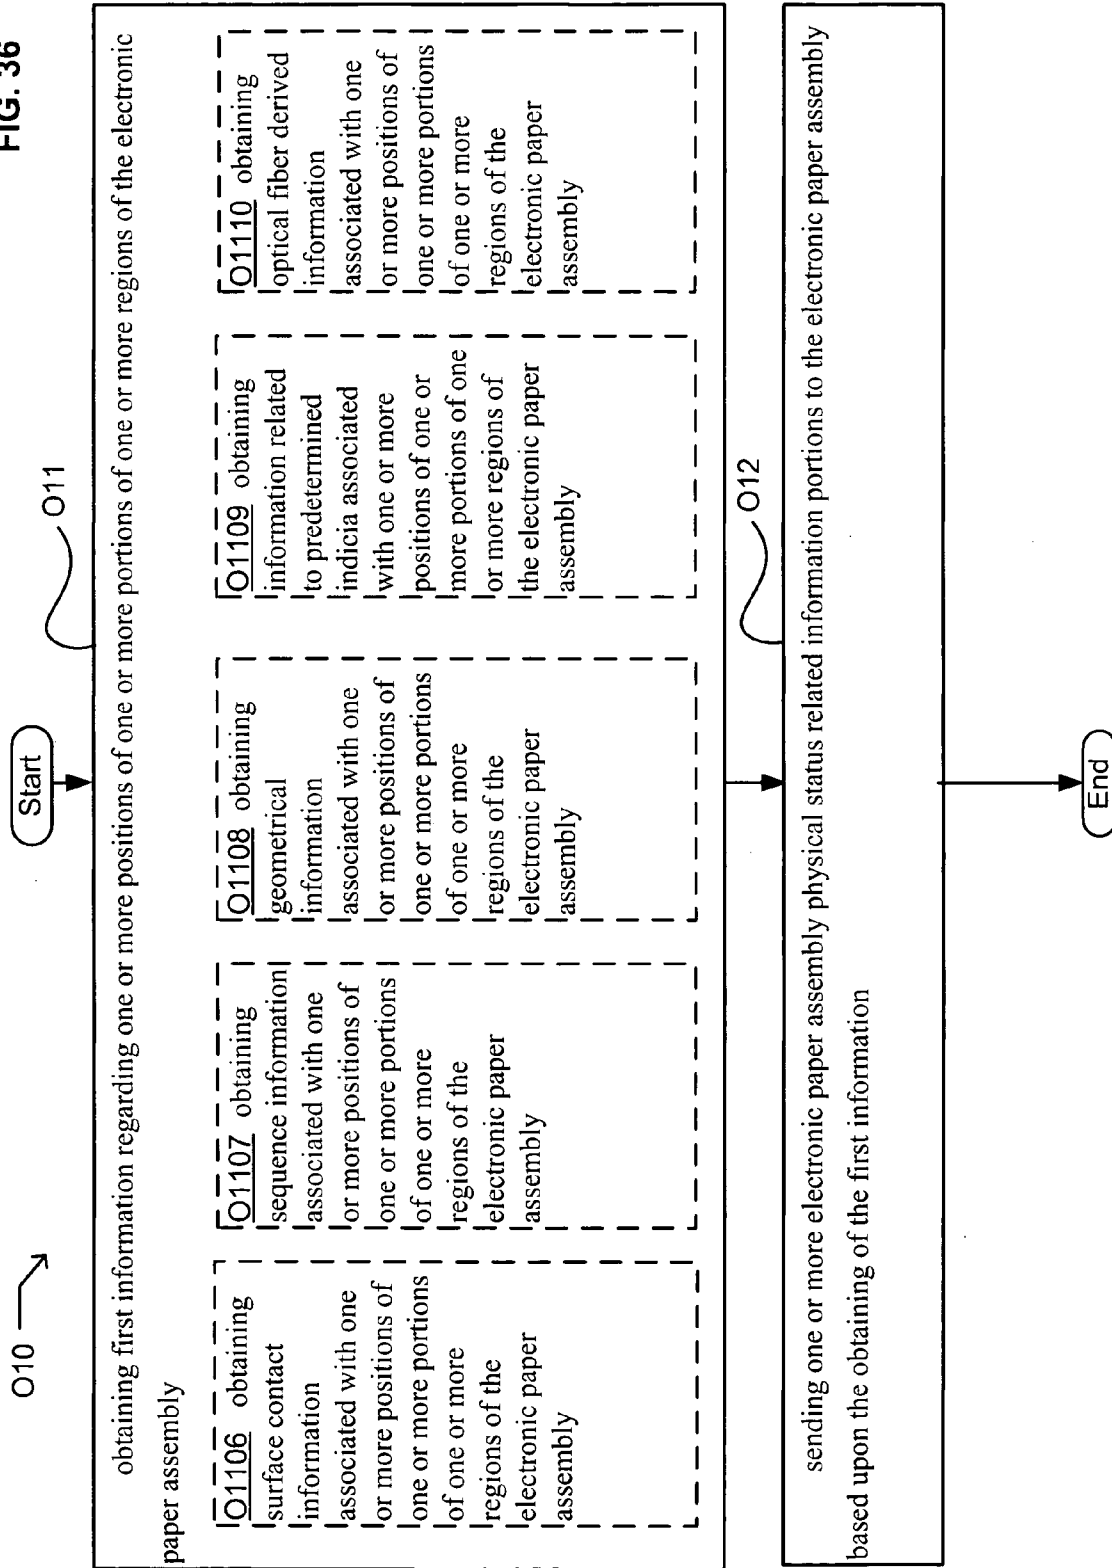 FIG. 36
O10
Start
O11
obtaining first information regarding one or more positions of one or more portions of one or more regions of the electronic
paper assembly
O1106 obtaining
surface contact
information
associated with one
or more positions of
one or more portions
of one or more
regions of the
electronic paper
assembly
O1107 obtaining
sequence information
associated with one
or more positions of
one or more portions
of one or more
regions of the
electronic paper
assembly
O1108 obtaining
geometrical
information
associated with one
or more positions of
one or more portions
of one or more
regions of the
electronic paper
assembly
O1109 obtaining
information related
to predetermined
indicia associated
with one or more
positions of one or
more portions of one
or more regions of
the electronic paper
assembly
O1110 obtaining
optical fiber derived
information
associated with one
or more positions of
one or more portions
of one or more
regions of the
electronic paper
assembly
O12
sending one or more electronic paper assembly physical status related information portions to the electronic paper assembly
based upon the obtaining of the first information
End